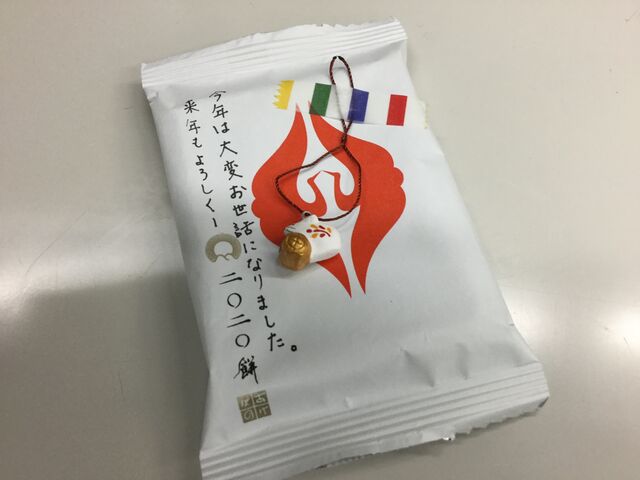 今年は大変お世話になりました。
来年もよろしくー
二〇二〇餅